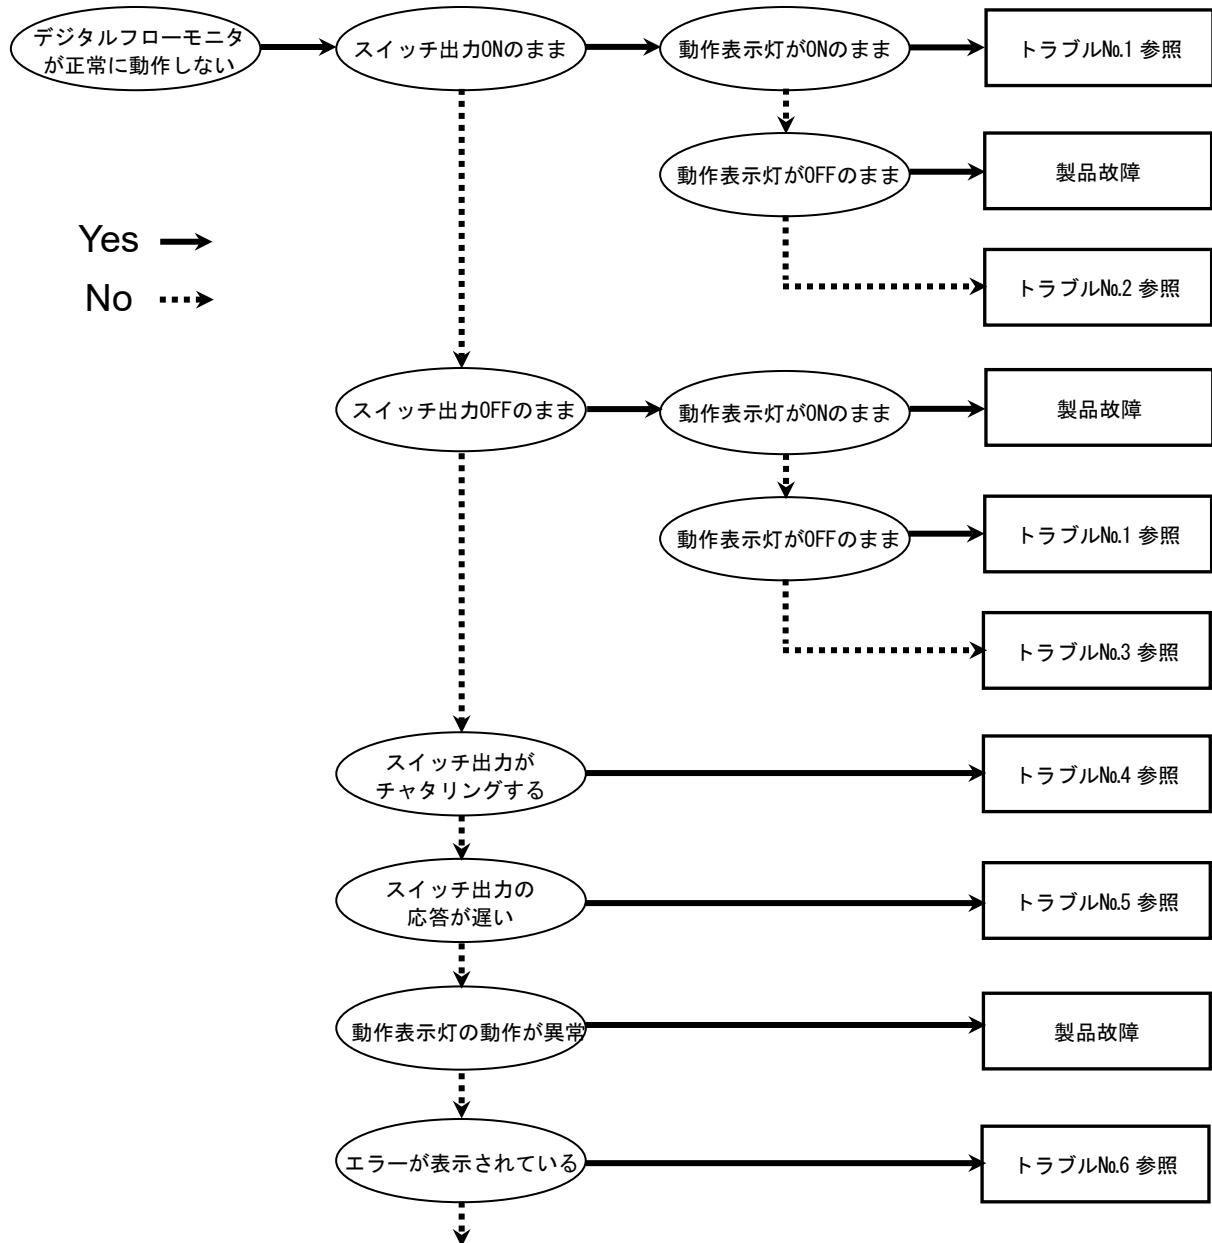 デジタルフローモニタ
が正常に動作しない
スイッチ出力ONのまま
動作表示灯がONのまま
トラブル№1 参照
動作表示灯がOFFのまま
製品故障
Yes
No
トラブル№2 参照
スイッチ出力OFFのまま
動作表示灯がONのまま
製品故障
動作表示灯がOFFのまま
トラブル№1 参照
トラブル№3 参照
スイッチ出力が
チャタリングする
トラブル№4 参照
スイッチ出力の
応答が遅い
トラブル№5 参照
動作表示灯の動作が異常
製品故障
エラーが表示されている
トラブル№6 参照